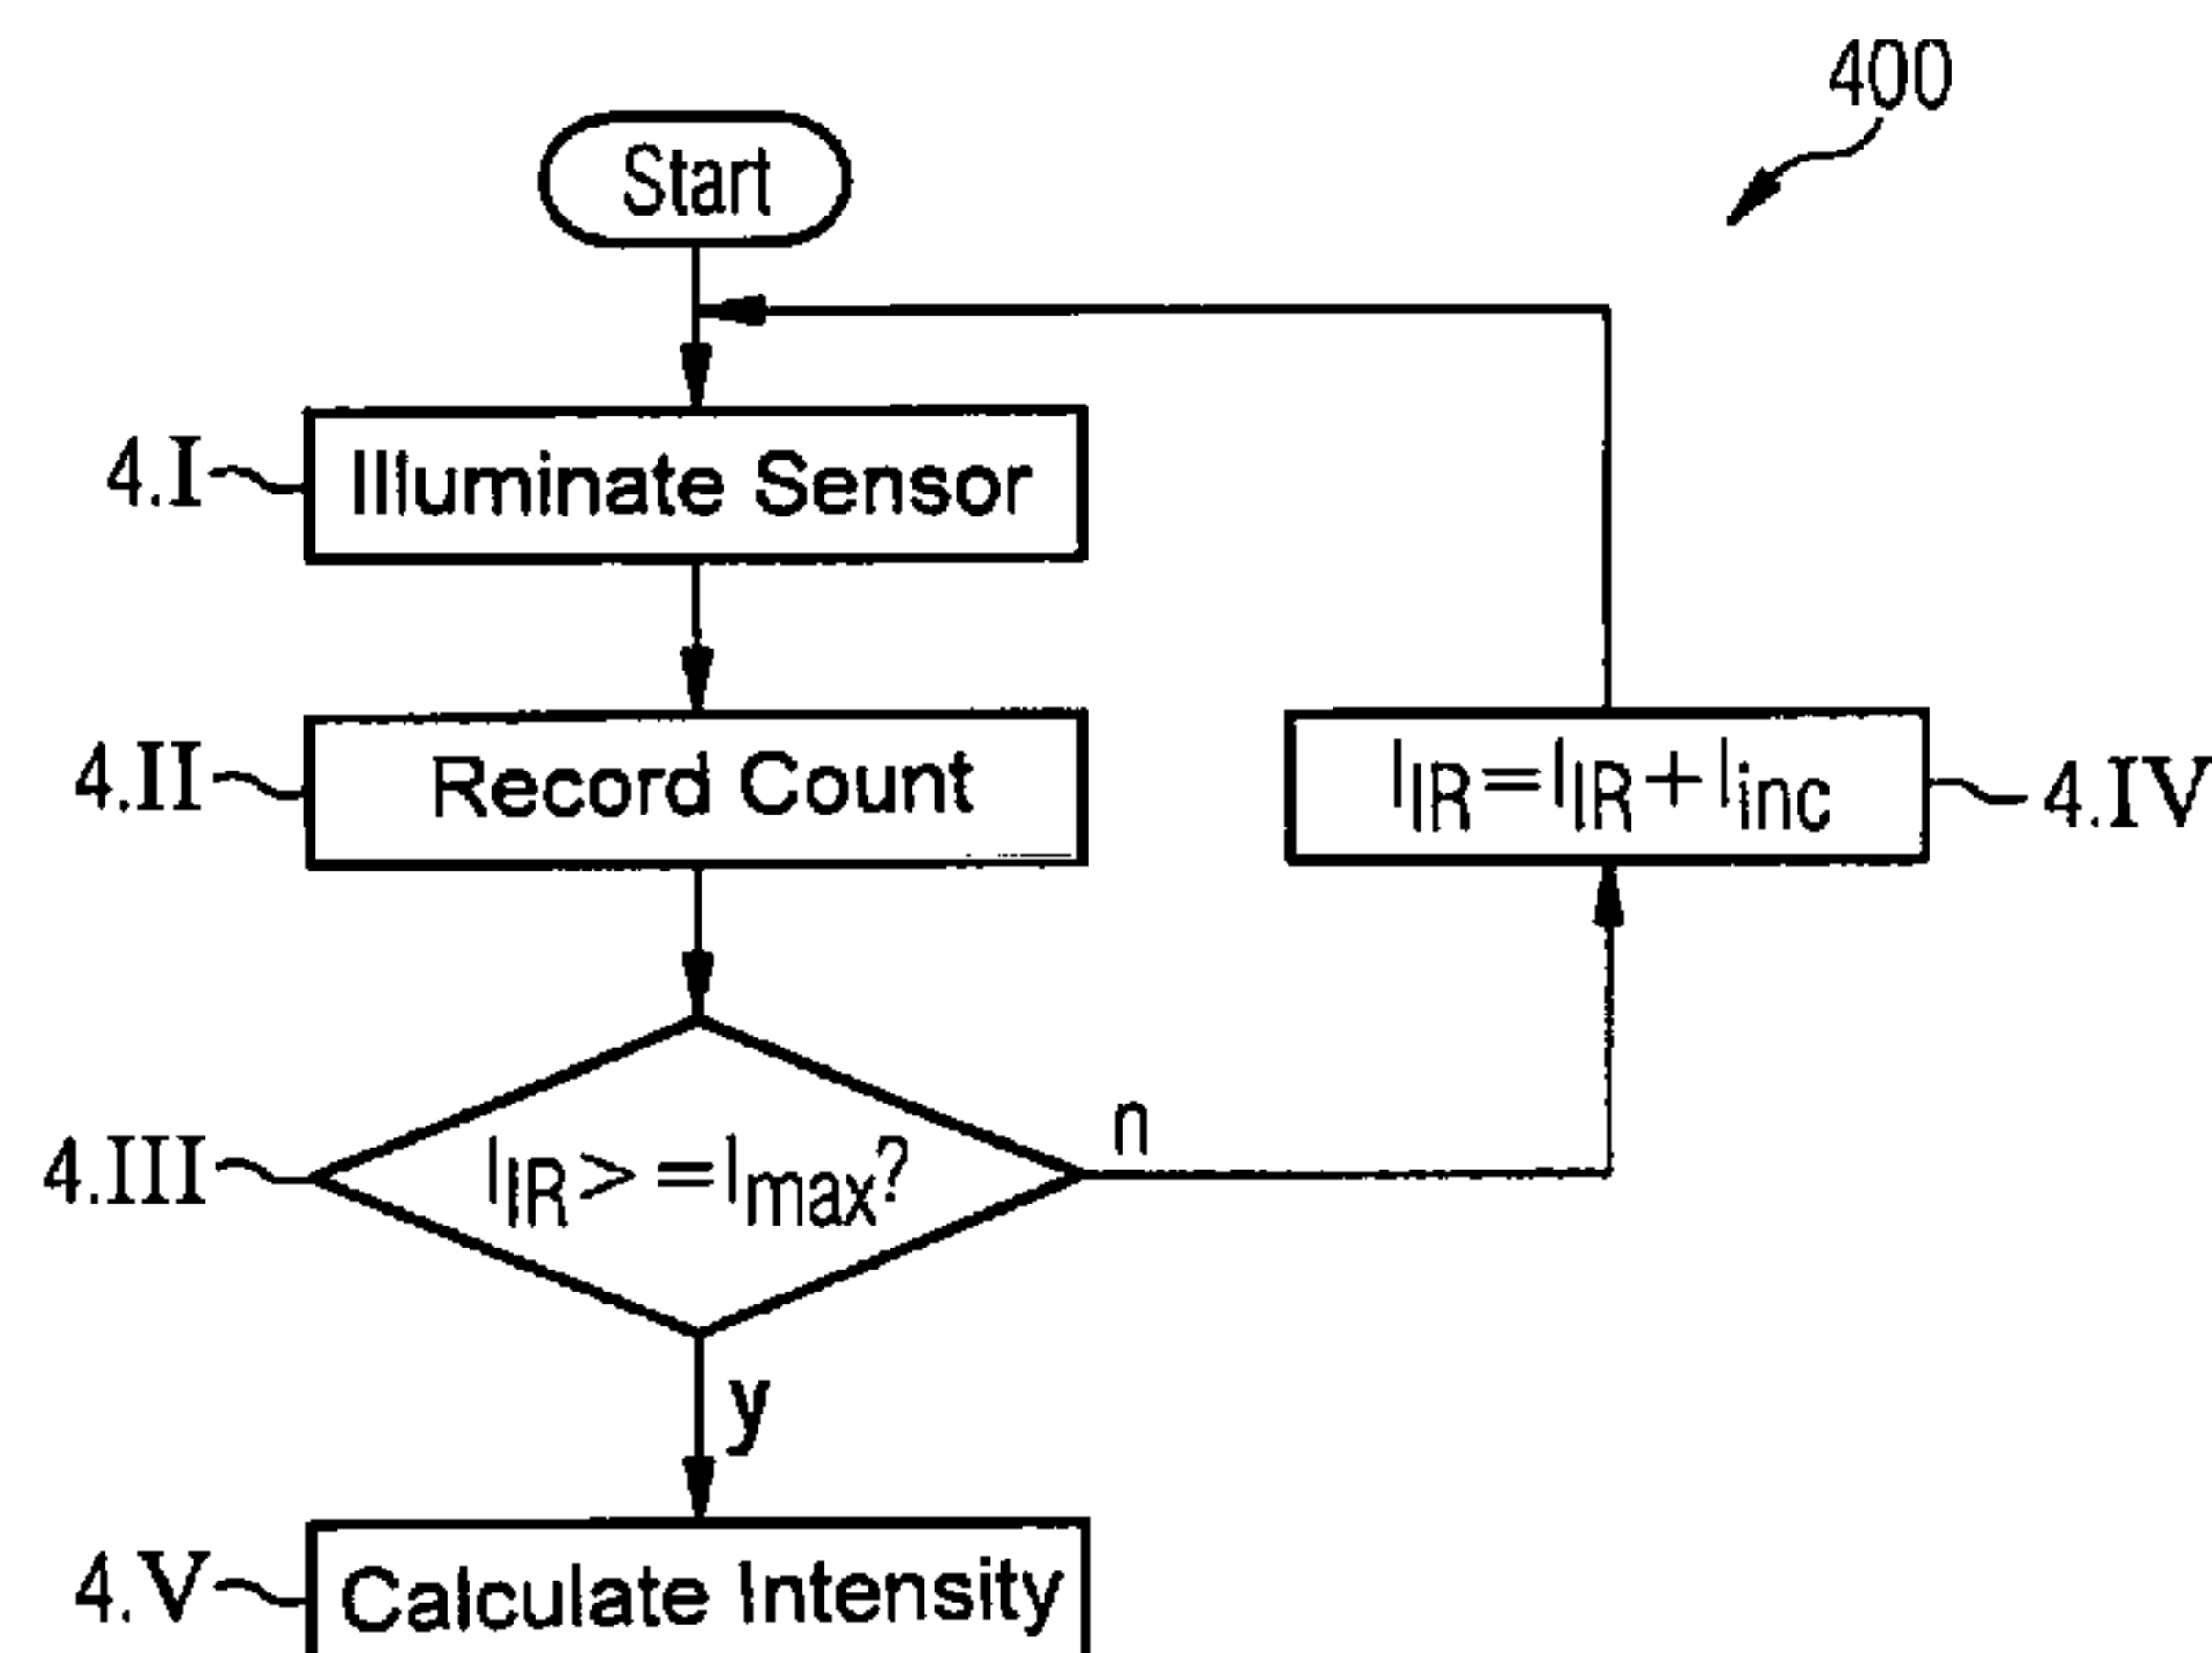 400
Start
4.I
Illuminate Sensor
4.II
Record Count
I_IR=I_IR+I_inc
4.IV
4.III
I_IR>=I_max?
n
y
4.V
Calculate Intensity